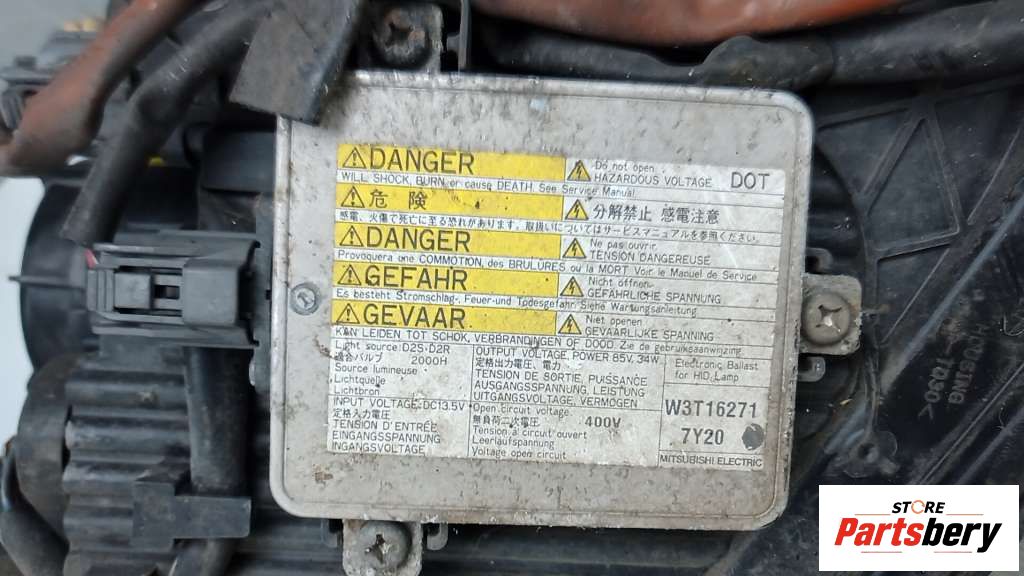 DANGER
Do not open
HAZARDOUS VOLTAGE
DOT
WILL SHOCK, BURN or cause DEATH. See Service Manual
危険
分解禁止 感電注意
感電、火傷で死亡に至る恐れがあります。取扱いについてはサービスマニュアルを参照ください。
DANGER
Ne pas ouvrir.
TENSION DANGEREUSE
Provoquera une COMMOTION, des BRULURES ou la MORT Voir le Manuel de Service
GEFAHR
Nicht öffnen
GEFÄHRLICHE SPANNUNG
Es besteht Stromschlag-, Feuer-und Todesgefahr. Siehe Wartungsanleitung
GEVAAR
Niet openen
GEVAARLIJKE SPANNING
KAN LEIDEN TOT SCHOK, VERBRANDINGEN OF DOOD. Zie de gebruiksaanwijzing
Light source:D2S-D2R
適合バルブ 2000H
Source lumineuse
Lichtquelle
Lichtbron
INPUT VOLTAGE:DC13.5V
定格入力電圧
TENSION D'ENTRÉE
EINGANGSSPANNUNG
INGANGSVOLTAGE
OUTPUT VOLTAGE, POWER 85V, 34W
定格出力電圧、電力
TENSION DE SORTIE, PUISSANCE
AUSGANGSSPANNUNG, LEISTUNG
UITGANGSVOLTAGE, VERMOGEN
Open circuit voltage
無負荷二次電圧 400V
Tension a circuit ouvert
Leerlaufspannung
Voltage open circuit
Electronic Ballast
for HID Lamp
W3T16271
7Y20
MITSUBISHI ELECTRIC
HOUSING
STORE
Partsbery